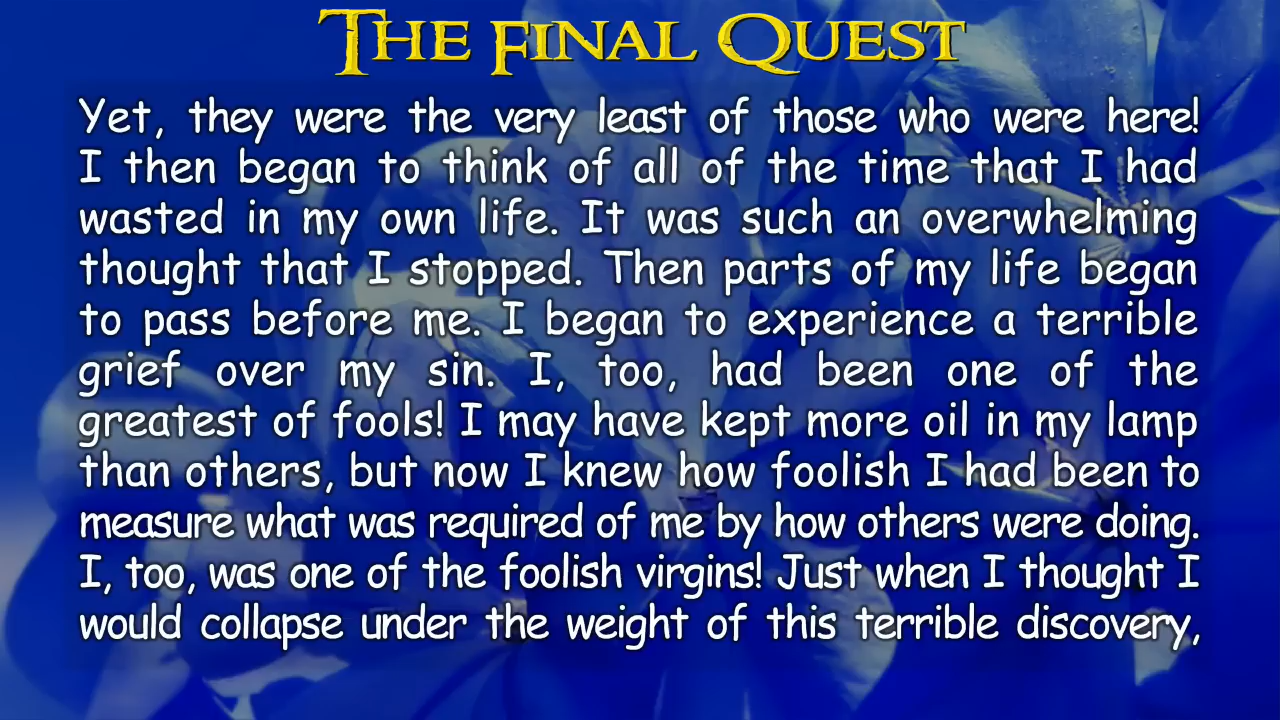 The Final Quest
Yet, they were the very least of those who were here!
I then began to think of all of the time that I had
wasted in my own life. It was such an overwhelming
thought that I stopped. Then parts of my life began
to pass before me. I began to experience a terrible
grief over my sin. I, too, had been one of the
greatest of fools! I may have kept more oil in my lamp
than others, but now I knew how foolish I had been to
measure what was required of me by how others were doing.
I, too, was one of the foolish virgins! Just when I thought I
would collapse under the weight of this terrible discovery,